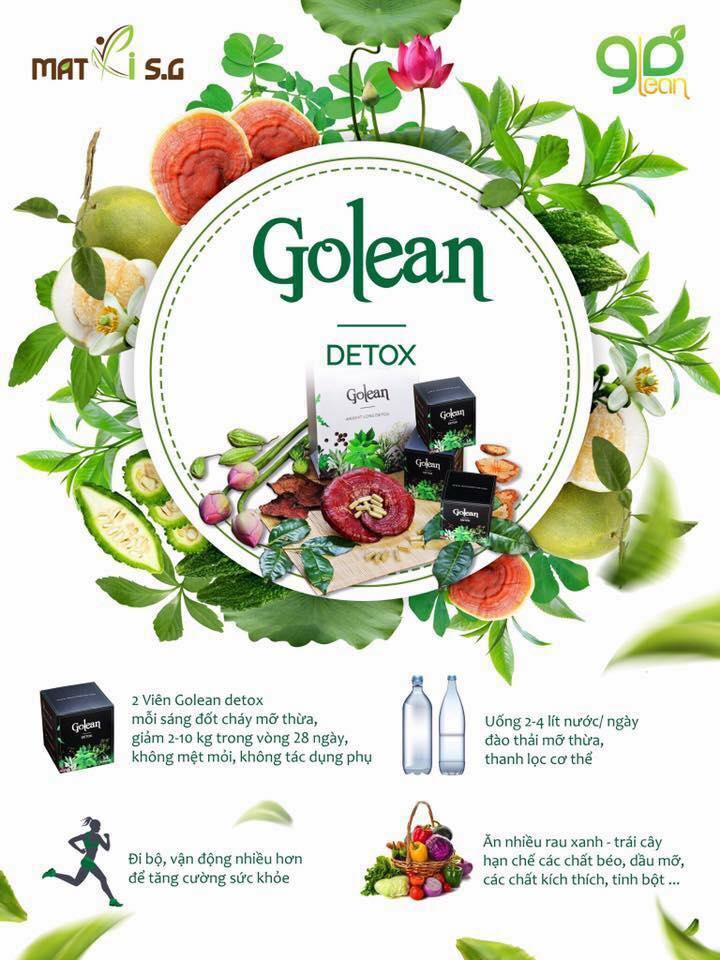 MATXI S.G
golean
Golean
DETOX
Golean
Golean
DETOX
Golean
Golean
2 Viên Golean detox
mỗi sáng đốt cháy mỡ thừa,
giảm 2-10 kg trong vòng 28 ngày,
không mệt mỏi, không tác dụng phụ
Golean
DETOX
Uống 2-4 lít nước/ ngày
đào thải mỡ thừa,
thanh lọc cơ thể
Đi bộ, vận động nhiều hơn
để tăng cường sức khỏe
Ăn nhiều rau xanh - trái cây
hạn chế các chất béo, dầu mỡ,
các chất kích thích, tinh bột ...